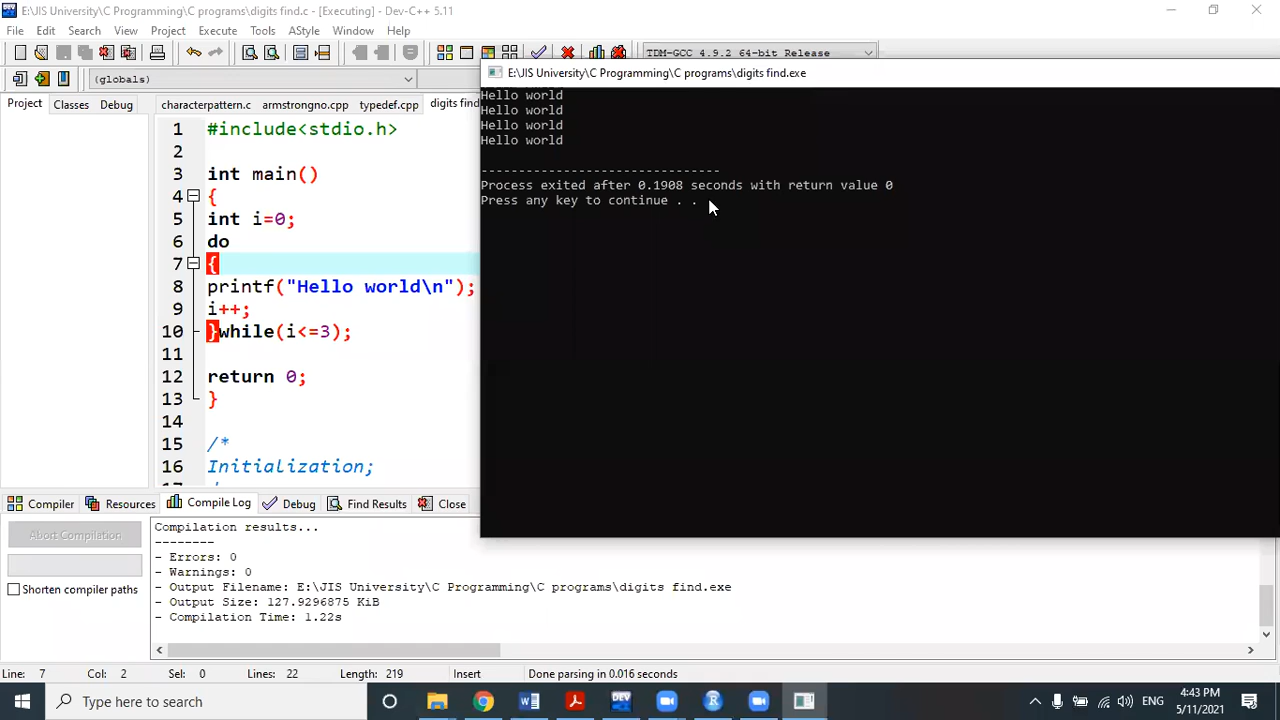 E:\JIS University\C Programming\C programs\digits find.c - [Executing] - Dev-C++ 5.11
File Edit Search View Project Execute Tools AStyle Window Help
TDM-GCC 4.9.2 64-bit Release
(globals)
E:\JIS University\C Programming\C programs\digits find.exe
Project Classes Debug
characterpattern.c armstrongno.cpp typedef.cpp digits find
Hello world
Hello world
Hello world
Hello world
--------------------------------
Process exited after 0.1908 seconds with return value 0
Press any key to continue . .
1 #include<stdio.h>
2
3 int main()
4 {
5 int i=0;
6 do
7 {
8 printf("Hello world\n");
9 i++;
10 }while(i<=3);
11
12 return 0;
13 }
14
15 /*
16 Initialization;
Compiler Resources Compile Log Debug Find Results Close
Abort Compilation
Shorten compiler paths
Compilation results...
--------
- Errors: 0
- Warnings: 0
- Output Filename: E:\JIS University\C Programming\C programs\digits find.exe
- Output Size: 127.9296875 KiB
- Compilation Time: 1.22s
Line: 7 Col: 2 Sel: 0 Lines: 22 Length: 219 Insert Done parsing in 0.016 seconds
Type here to search
ENG
4:43 PM
5/11/2021